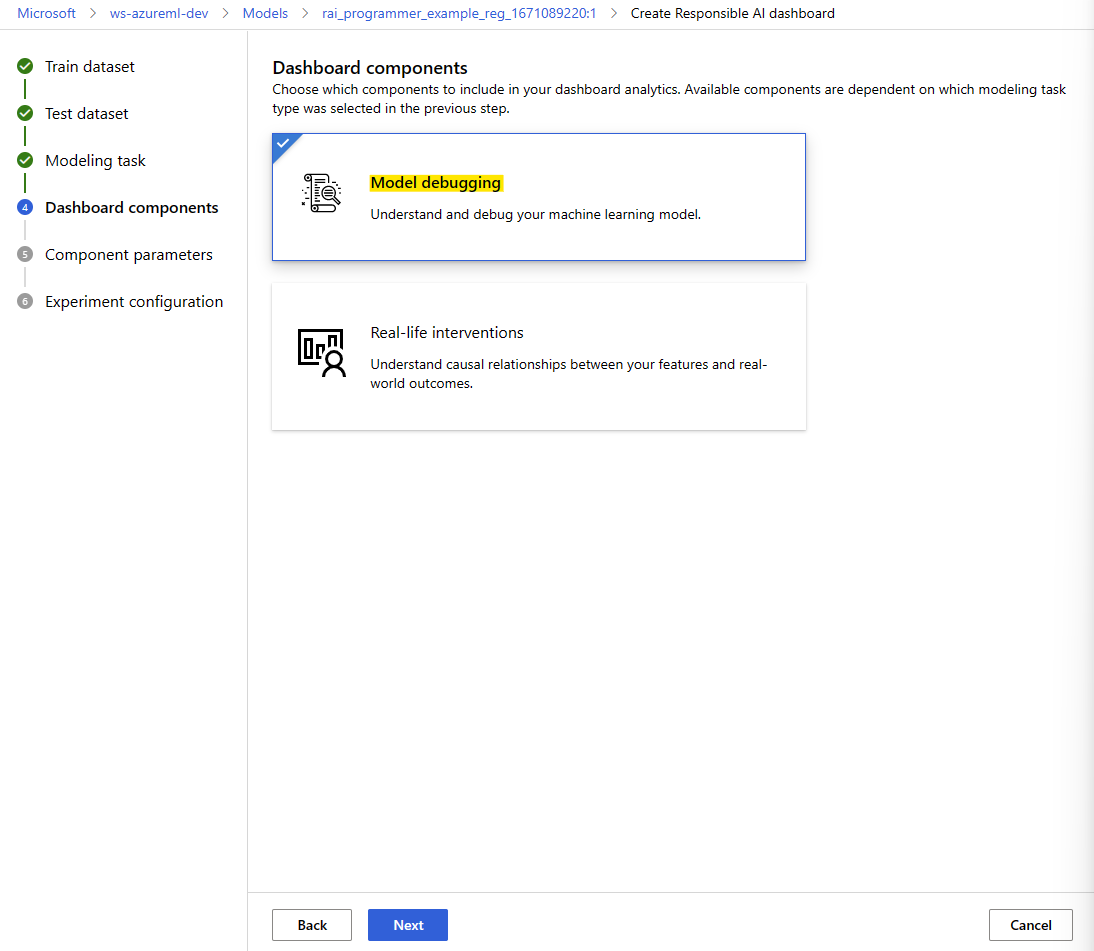 Microsoft > ws-azureml-dev > Models > rai_programmer_example_reg_1671089220:1 > Create Responsible AI dashboard
Train dataset
Test dataset
Modeling task
4 Dashboard components
5 Component parameters
6 Experiment configuration
Dashboard components
Choose which components to include in your dashboard analytics. Available components are dependent on which modeling task
type was selected in the previous step.
Model debugging
Understand and debug your machine learning model.
Real-life interventions
Understand causal relationships between your features and real-
world outcomes.
Back
Next
Cancel